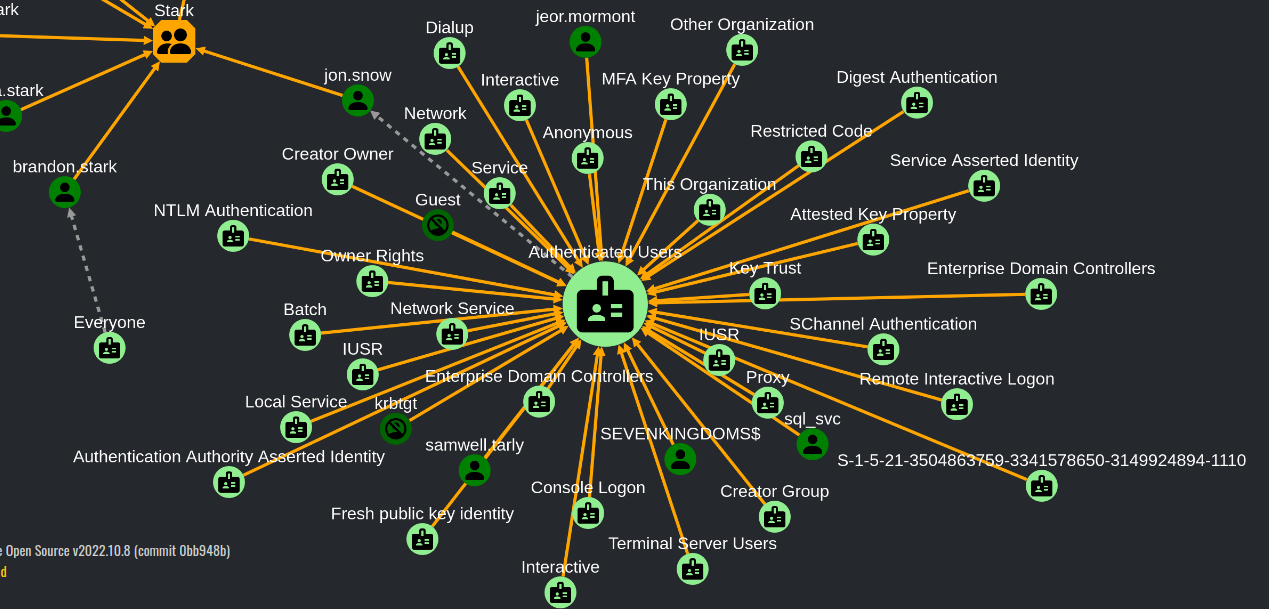 ark
Stark
jeor.mormont
Other Organization
Dialup
jon.snow
Interactive
MFA Key Property
Digest Authentication
a.stark
Network
Anonymous
Restricted Code
brandon.stark
Creator Owner
Service
Service Asserted Identity
This Organization
Guest
NTLM Authentication
Attested Key Property
Owner Rights
Authenticated Users
Key Trust
Enterprise Domain Controllers
Batch
Network Service
Everyone
SChannel Authentication
IUSR
IUSR
Enterprise Domain Controllers
Proxy
Remote Interactive Logon
Local Service
krbtgt
sql_svc
samwell.tarly
SEVENKINGDOMS$
Authentication Authority Asserted Identity
S-1-5-21-3504863759-3341578650-3149924894-1110
Console Logon
Creator Group
Fresh public key identity
Terminal Server Users
e Open Source v2022.10.8 (commit 0bb948b)
Interactive
d